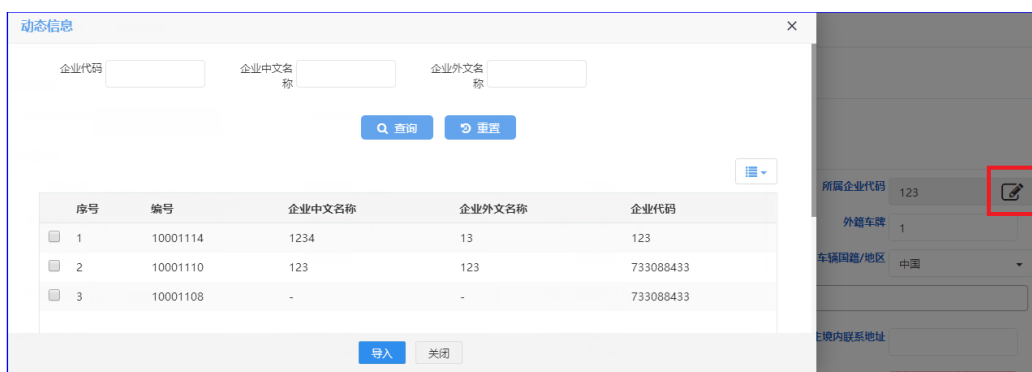 动态信息
×
企业代码
企业中文名
称
企业外文名
称
查询
重置
序号 编号 企业中文名称 企业外文名称 企业代码
1 10001114 1234 13 123
2 10001110 123 123 733088433
3 10001108 - - 733088433
导入
关闭
所属企业代码 123
外籍车牌 1
车辆国籍/地区 中国
境内联系地址